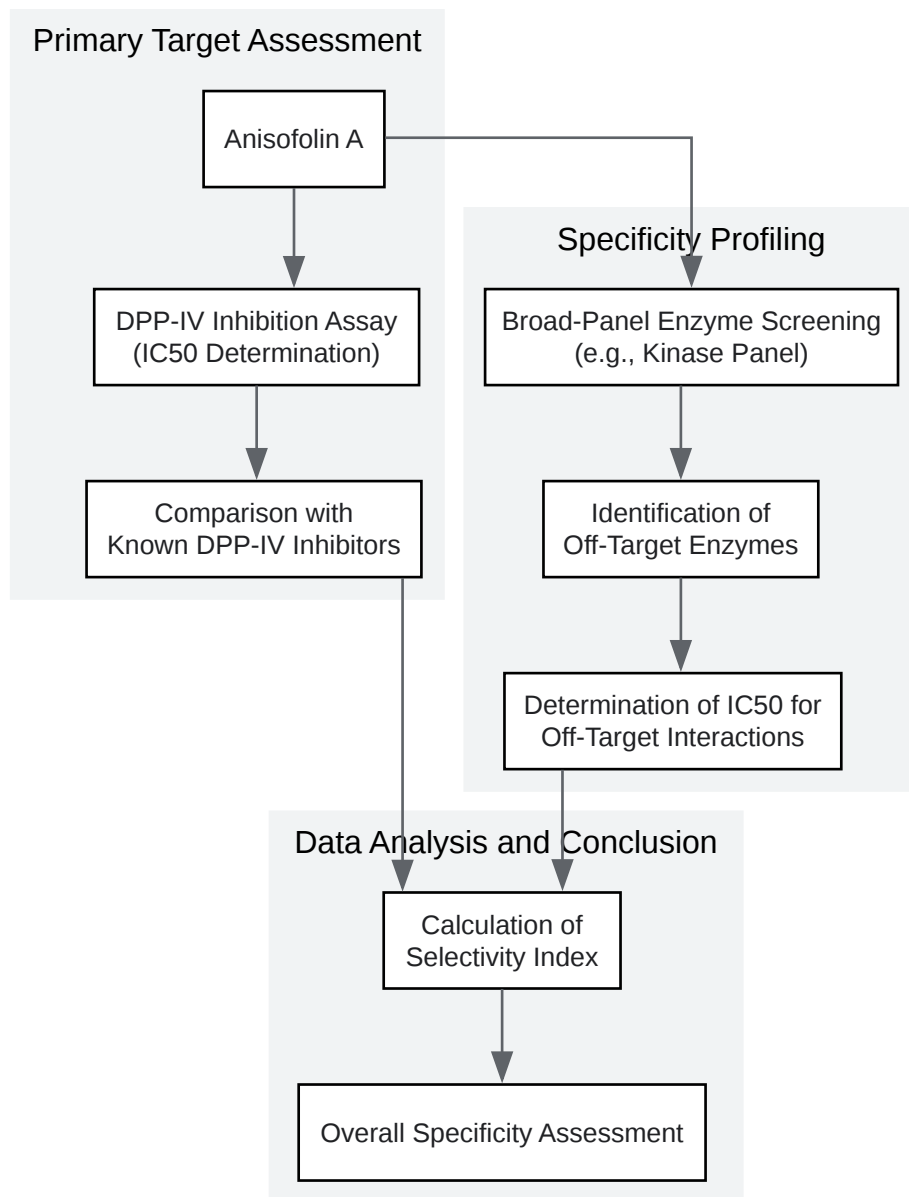 Primary Target Assessment
Anisofolin A
DPP-IV Inhibition Assay
(IC50 Determination)
Comparison with
Known DPP-IV Inhibitors
Specificity Profiling
Broad-Panel Enzyme Screening
(e.g., Kinase Panel)
Identification of
Off-Target Enzymes
Determination of IC50 for
Off-Target Interactions
Data Analysis and Conclusion
Calculation of
Selectivity Index
Overall Specificity Assessment